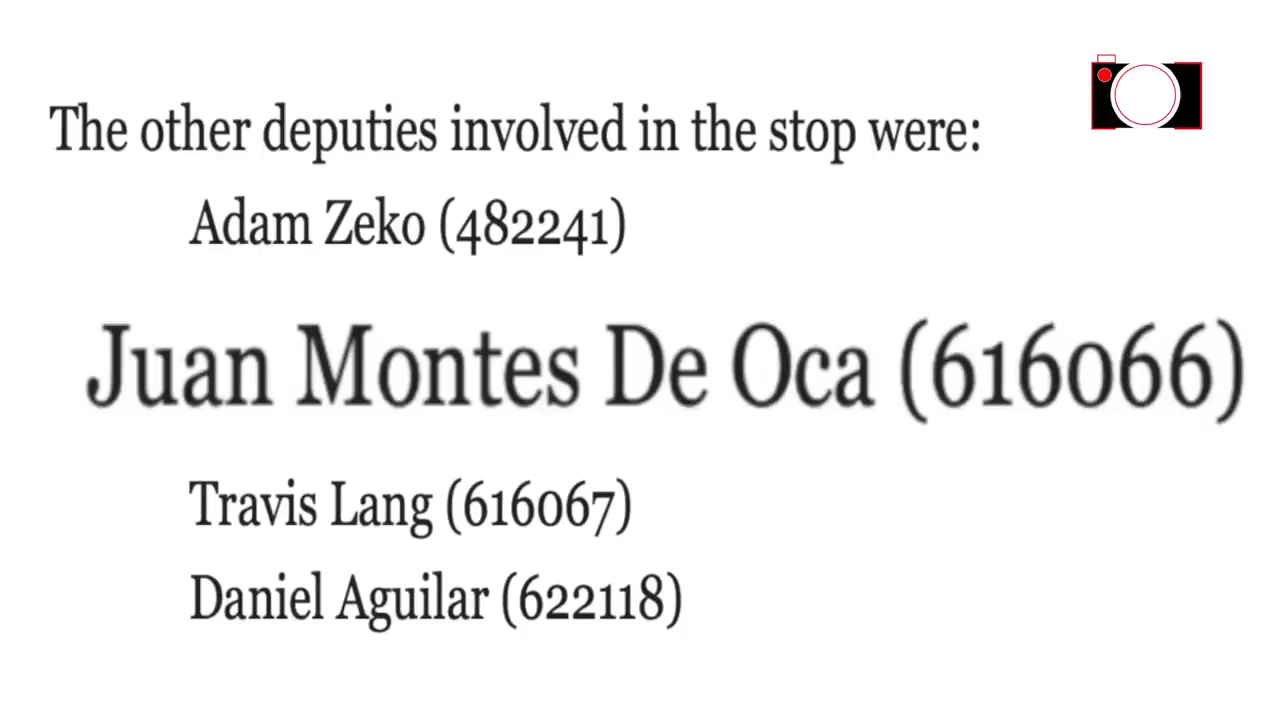 The other deputies involved in the stop were:
Adam Zeko (482241)
Juan Montes De Oca (616066)
Travis Lang (616067)
Daniel Aguilar (622118)